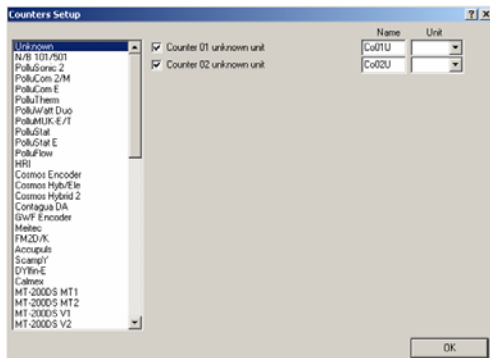 Counters Setup
Name Unit
Unknown
N/B 101/501
PolluSonic 2
PolluCom 2/M
PolluCom E
PolluTherm
PolluWatt Duo
PolluMUK-E/T
PolluStat
PolluStat E
PolluFlow
HRI
Cosmos Encoder
Cosmos Hyb/Ele
Cosmos Hybrid 2
Contagua DA
GWF Encoder
Meitec
FM2D/K
Accupuls
Scampy'
DYlfin-E
Calmex
MT-200DS MT1
MT-200DS MT2
MT-200DS V1
MT-200DS V2
Counter 01 unknown unit Co01U
Counter 02 unknown unit Co02U
OK